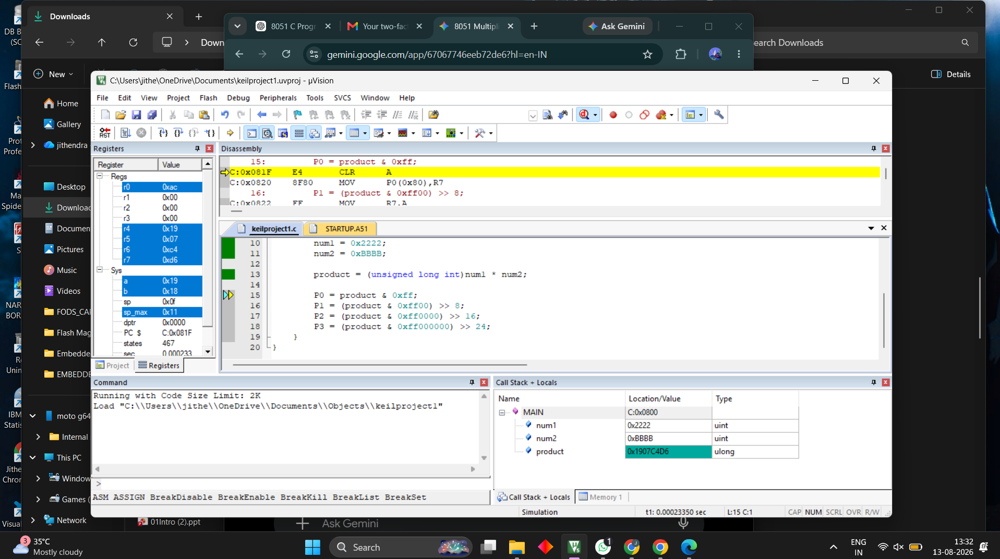 Downloads
8051 C Progr
Your two-fac
8051 Multipli
Ask Gemini
Down
gemini.google.com/app/67067746eeb72de6?hl=en-IN
earch Downloads
New
Details
C:\Users\jithe\OneDrive\Documents\keilproject1.uvproj - µVision
File Edit View Project Flash Debug Peripherals Tools SVCS Window Help
RST
Registers
Register Value
Regs
r0 0xac
r1 0x00
r2 0x00
r3 0x00
r4 0x19
r5 0x07
r6 0xc4
r7 0xd6
Sys
a 0x19
b 0x18
sp 0x0f
sp_max 0x11
dptr 0x0000
PC $ C:0x081F
states 467
sec 0.000233
Project Registers
Disassembly
15: P0 = product & 0xff;
C:0x081F E4 CLR A
C:0x0820 8F80 MOV P0(0x80),R7
16: P1 = (product & 0xff00) >> 8;
C:0x0822 FF MOV R7,A
keilproject1.c STARTUP.A51
10 num1 = 0x2222;
11 num2 = 0xBBBB;
12
13 product = (unsigned long int)num1 * num2;
14
15 P0 = product & 0xff;
16 P1 = (product & 0xff00) >> 8;
17 P2 = (product & 0xff0000) >> 16;
18 P3 = (product & 0xff000000) >> 24;
19 }
20 }
Command
Running with Code Size Limit: 2K
Load "C:\\Users\\jithe\\OneDrive\\Documents\\Objects\\keilproject1"
>
ASM ASSIGN BreakDisable BreakEnable BreakKill BreakList BreakSet
Call Stack + Locals
Name Location/Value Type
MAIN C:0x0800
num1 0x2222 uint
num2 0xBBBB uint
product 0x1907C4D6 ulong
Call Stack + Locals Memory 1
Simulation t1: 0.00023350 sec L:15 C:1 CAP NUM SCRL OVR R/W
Home
Gallery
jithendra
Desktop
Download
Documen
Pictures
Music
Videos
FODS_CA
Flash Mag
Embedde
EMBEDDE
moto g64
Internal
This PC
Window
Games (
Network
01Intro (2).ppt
Ask Gemini
DB B
(SC
Flash
Prot
Profe
Ma
Spide
S
NAR
BOR
R
Unin
IBM
Statis
Jithe
Chron
Visual
3
35°C
Mostly cloudy
Search
1
ENG
IN
13:32
13-08-2026